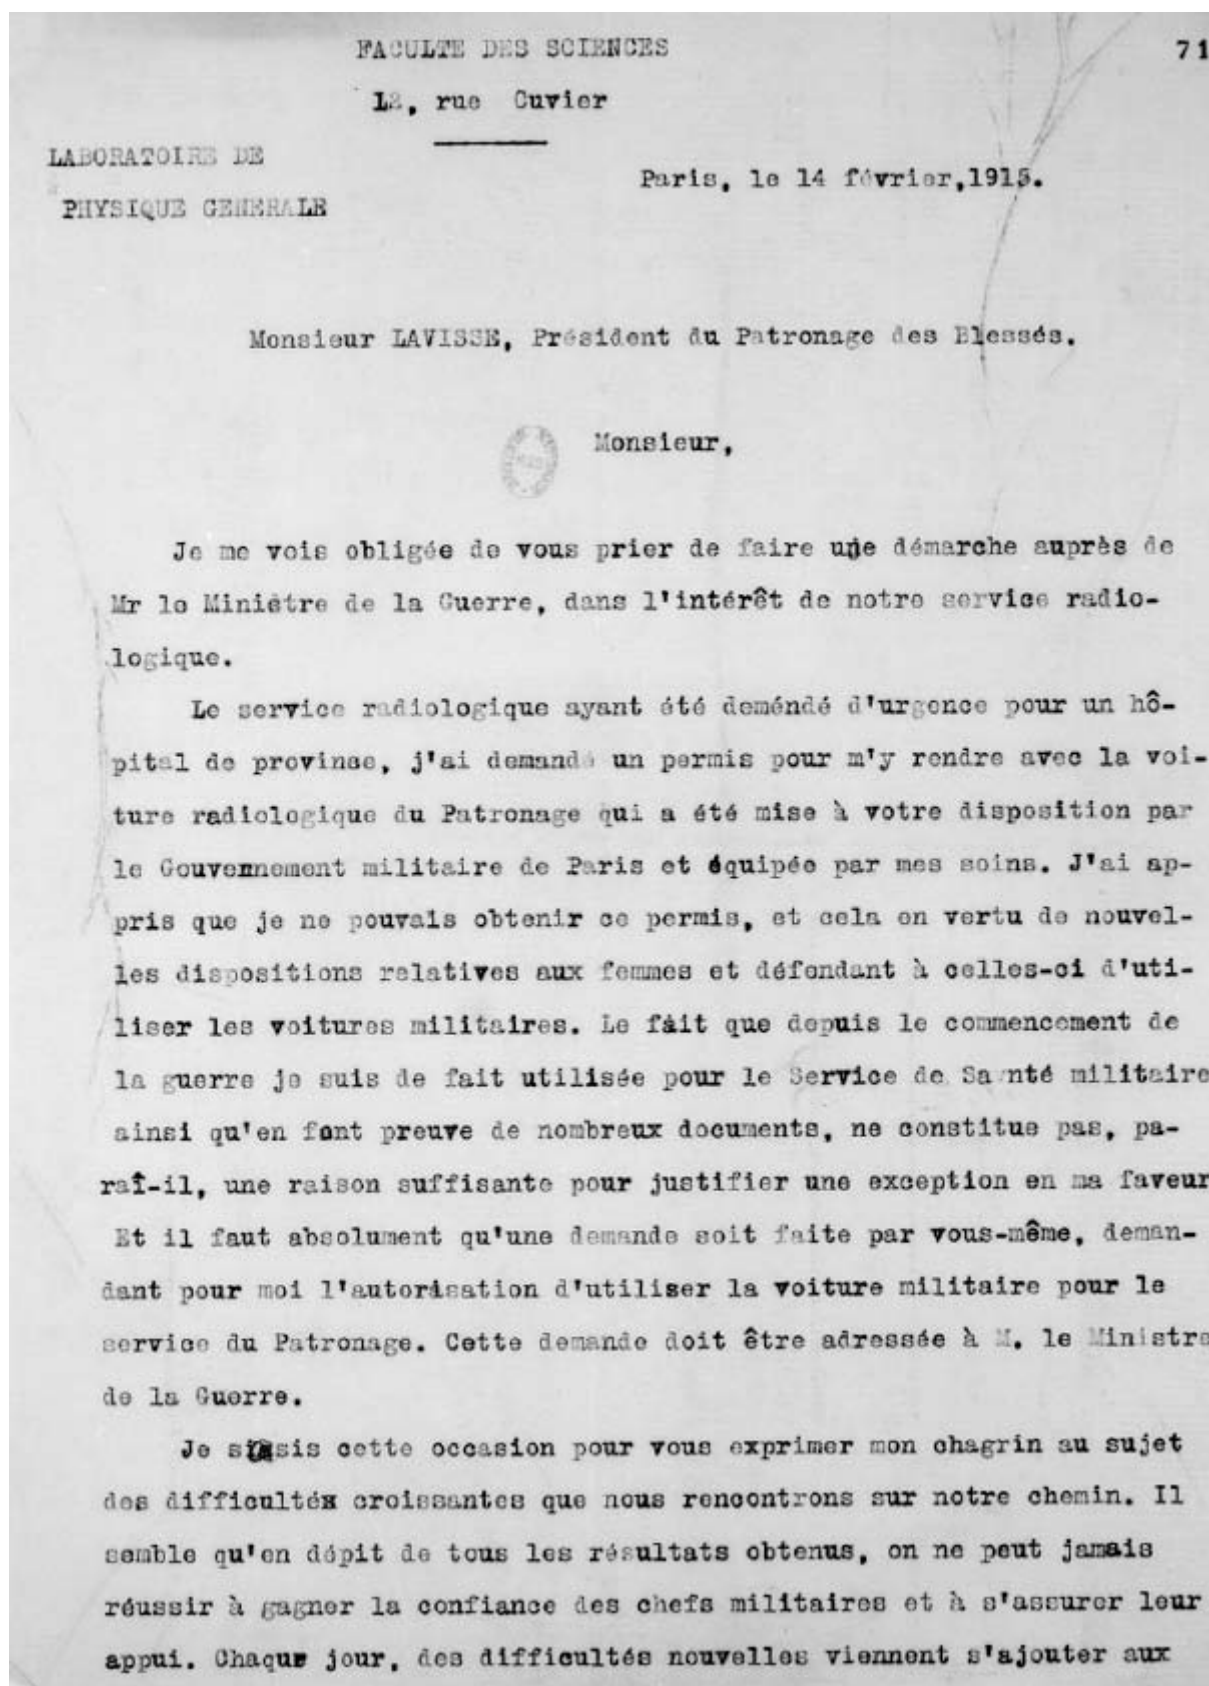 FACULTE DES SCIENCES
71
12, rue Cuvier
LABORATOIRE DE
Paris, le 14 février,1915.
PHYSIQUE GENERALE
Monsieur LAVISSE, Président du Patronage des Blessés.
Monsieur,
Je me vois obligée de vous prier de faire une démarche auprès de
Mr le Ministre de la Guerre, dans l'intérêt de notre service radio-
logique.
Le service radiologique ayant été deméndé d'urgence pour un hô-
pital de province, j'ai demandé un permis pour m'y rendre avec la voi-
ture radiologique du Patronage qui a été mise à votre disposition par
le Gouvennement militaire de Paris et équipée par mes soins. J'ai ap-
pris que je ne pouvais obtenir ce permis, et cela en vertu de nouvel-
les dispositions relatives aux femmes et défendant à celles-ci d'uti-
liser les voitures militaires. Le fait que depuis le commencement de
la guerre je suis de fait utilisée pour le Service de Santé militaire
ainsi qu'en font preuve de nombreux documents, ne constitue pas, pa-
raî-il, une raison suffisante pour justifier une exception en ma faveur
Et il faut absolument qu'une demande soit faite par vous-même, deman-
dant pour moi l'autorisation d'utiliser la voiture militaire pour le
service du Patronage. Cette demande doit être adressée à M. le Ministre
de la Guerre.
Je saisis cette occasion pour vous exprimer mon chagrin au sujet
des difficultés croissantes que nous rencontrons sur notre chemin. Il
semble qu'en dépit de tous les résultats obtenus, on ne peut jamais
réussir à gagner la confiance des chefs militaires et à s'assurer leur
appui. Chaque jour, des difficultés nouvelles viennent s'ajouter aux